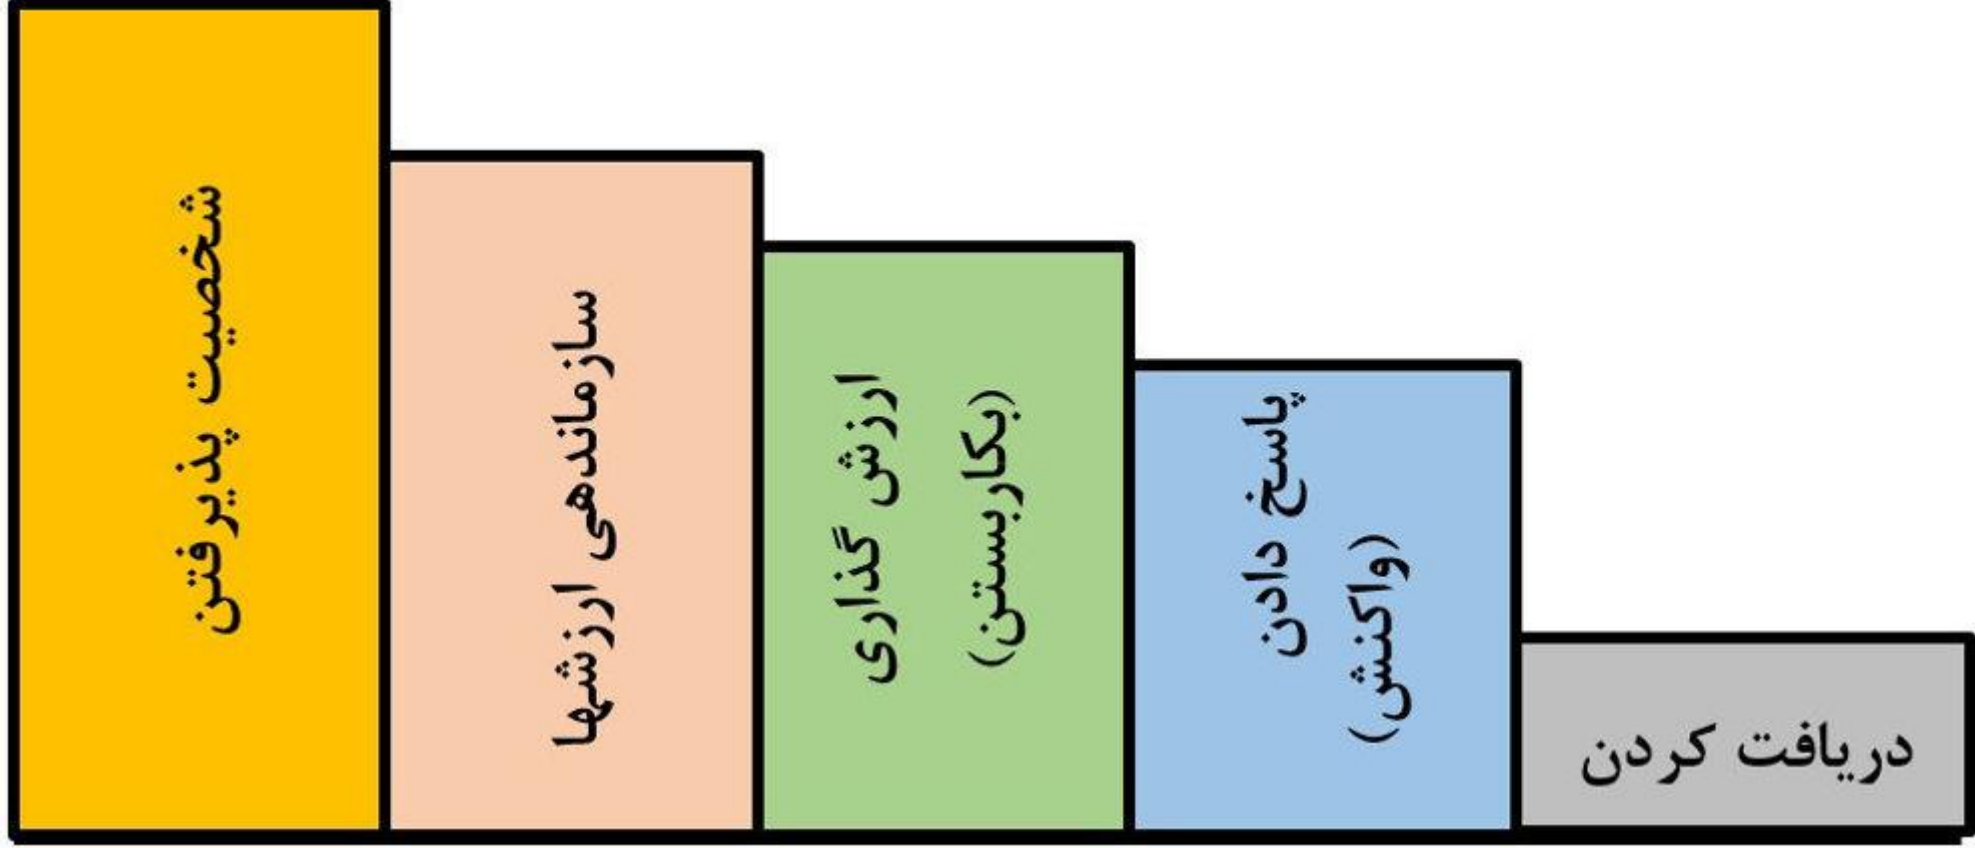 دریافت کردن
پاسخ دادن
(واکنش)
ارزش گذاری
(بکاربستن)
سازماندهی ارزشها
شخصیت پذیرفتن